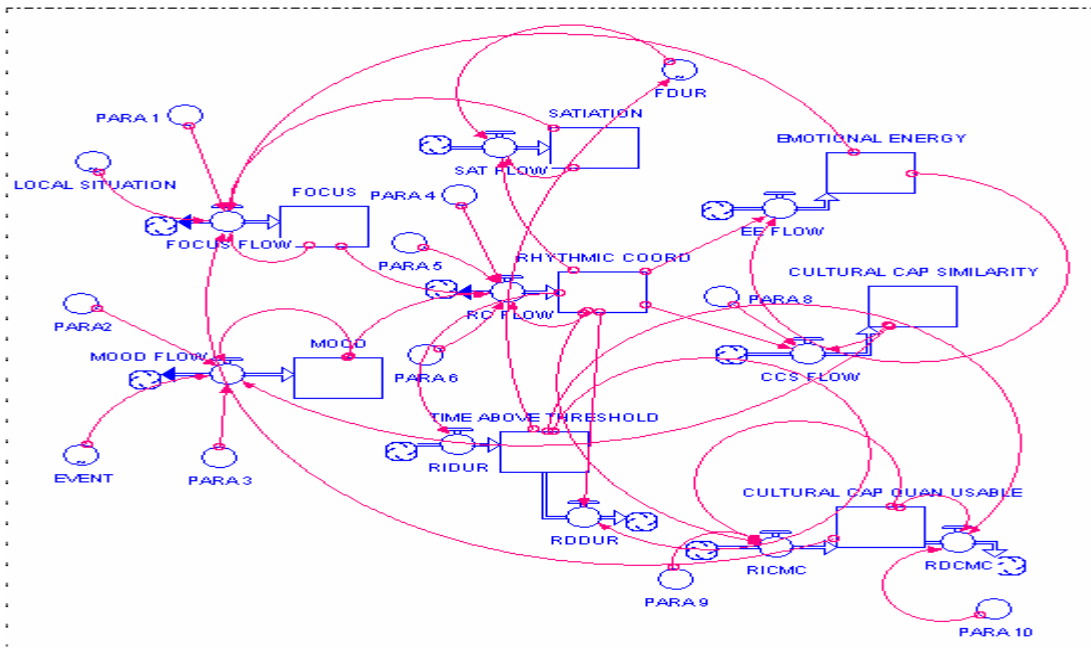 FDUR
PARA 1
SATIATION
EMOTIONAL ENERGY
LOCAL SITUATION
SAT FLOW
FOCUS
PARA 4
EE FLOW
FOCUS FLOW
PARA 5
RHYTHMIC COORD
CULTURAL CAP SIMILARITY
PARA 8
RC FLOW
PARA2
MOOD FLOW
MOOD
PARA 6
CCS FLOW
TIME ABOVE THRESHOLD
EVENT
PARA 3
RIDUR
CULTURAL CAP QUAN USABLE
RDDUR
RICMC
RDCMC
PARA 9
PARA 10